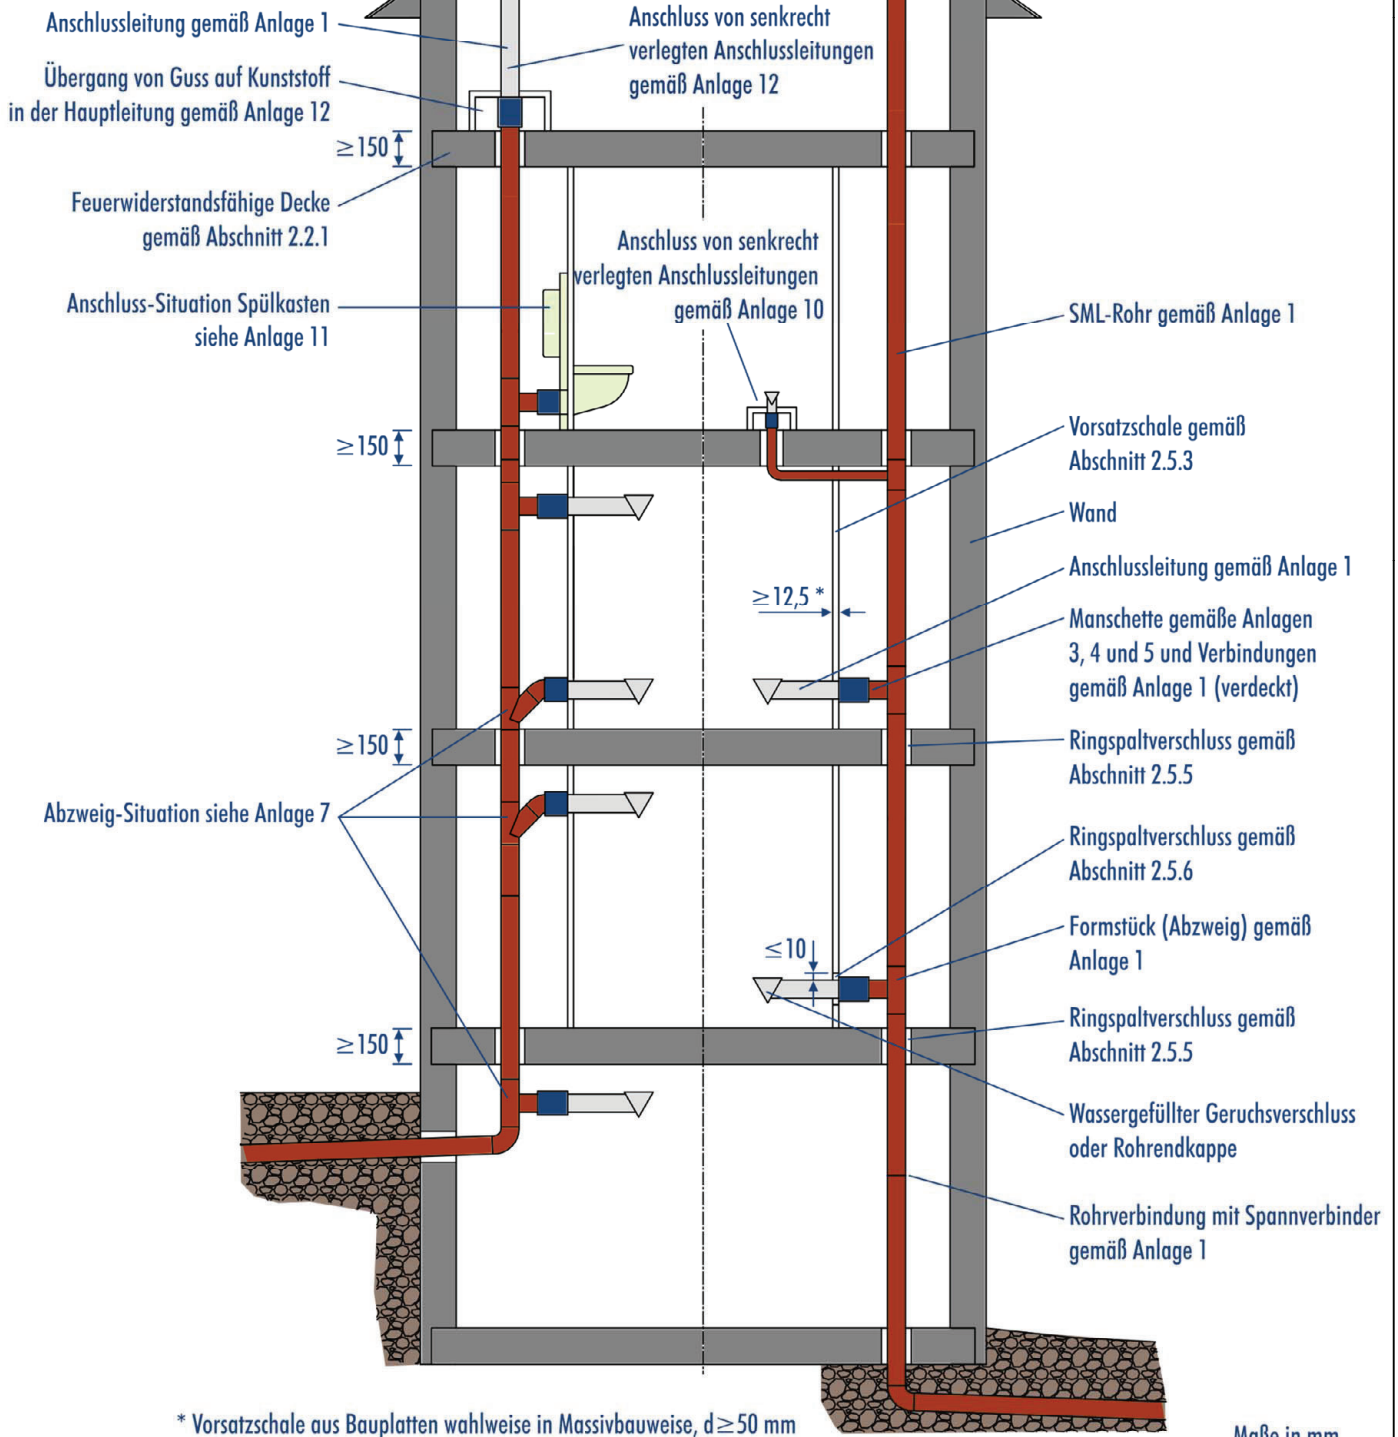 Anschlussleitung gemäß Anlage 1
Übergang von Guss auf Kunststoff
in der Hauptleitung gemäß Anlage 12
≥150
Feuerwiderstandsfähige Decke
gemäß Abschnitt 2.2.1
Anschluss-Situation Spülkasten
siehe Anlage 11
≥150
≥150
Abzweig-Situation siehe Anlage 7
≥150
Anschluss von senkrecht
verlegten Anschlussleitungen
gemäß Anlage 12
Anschluss von senkrecht
verlegten Anschlussleitungen
gemäß Anlage 10
≥12,5 *
≤10
SML-Rohr gemäß Anlage 1
Vorsatzschale gemäß
Abschnitt 2.5.3
Wand
Anschlussleitung gemäß Anlage 1
Manschette gemäße Anlagen
3, 4 und 5 und Verbindungen
gemäß Anlage 1 (verdeckt)
Ringspaltverschluss gemäß
Abschnitt 2.5.5
Ringspaltverschluss gemäß
Abschnitt 2.5.6
Formstück (Abzweig) gemäß
Anlage 1
Ringspaltverschluss gemäß
Abschnitt 2.5.5
Wassergefüllter Geruchsverschluss
oder Rohrendkappe
Rohrverbindung mit Spannverbinder
gemäß Anlage 1
* Vorsatzschale aus Bauplatten wahlweise in Massivbauweise, d≥50 mm
Maße in mm